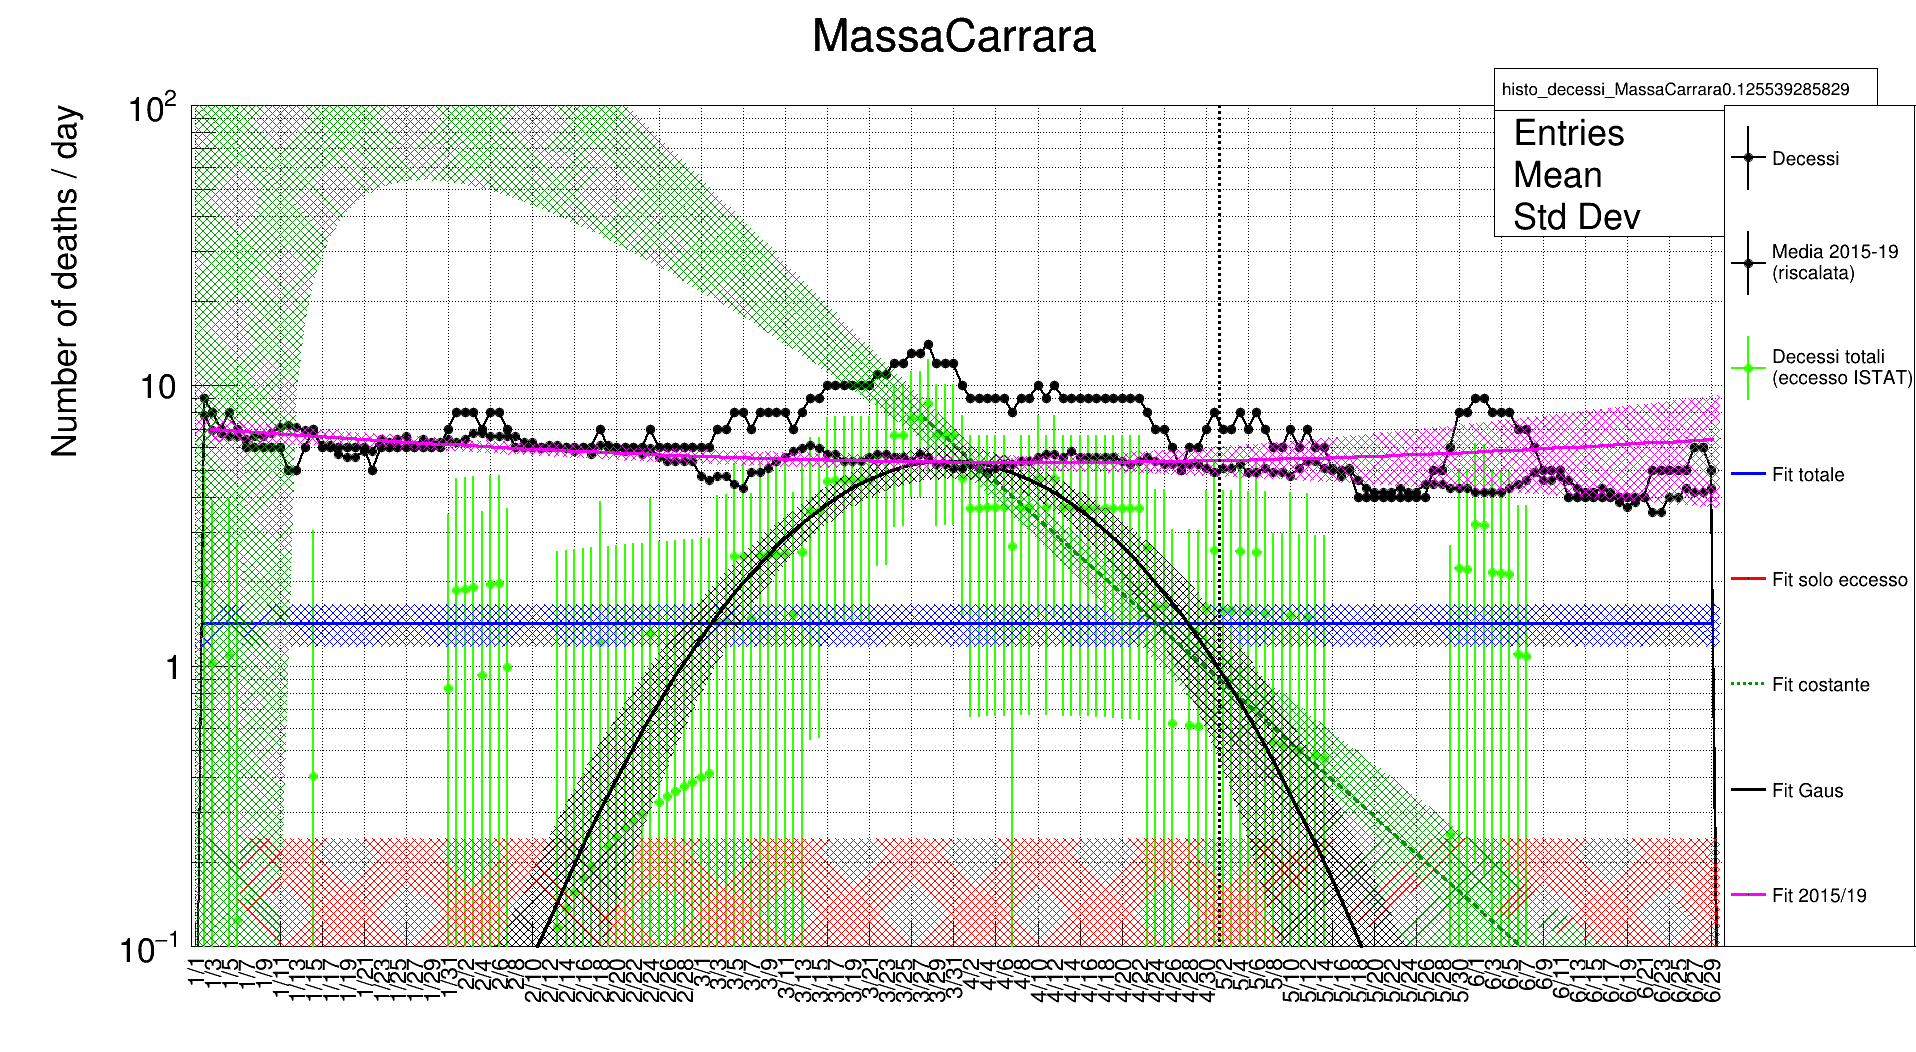 MassaCarrara
histo_decessi_MassaCarrara0.125539285829
Entries
Mean
Std Dev
Number of deaths / day
10²
10
1
10⁻¹
Decessi
Media 2015-19
(riscalata)
Decessi totali
(eccesso ISTAT)
Fit totale
Fit solo eccesso
Fit costante
Fit Gaus
Fit 2015/19
1/1 1/3 1/5 1/7 1/9 1/11 1/13 1/15 1/17 1/19 1/21 1/23 1/25 1/27 1/29 1/31 2/2 2/4 2/6 2/8 2/10 2/12 2/14 2/16 2/18 2/20 2/22 2/24 2/26 2/28 3/1 3/3 3/5 3/7 3/9 3/11 3/13 3/15 3/17 3/19 3/21 3/23 3/25 3/27 3/29 3/31 4/2 4/4 4/6 4/8 4/10 4/12 4/14 4/16 4/18 4/20 4/22 4/24 4/26 4/28 4/30 5/2 5/4 5/6 5/8 5/10 5/12 5/14 5/16 5/18 5/20 5/22 5/24 5/26 5/28 5/30 6/1 6/3 6/5 6/7 6/9 6/11 6/13 6/15 6/17 6/19 6/21 6/23 6/25 6/27 6/29